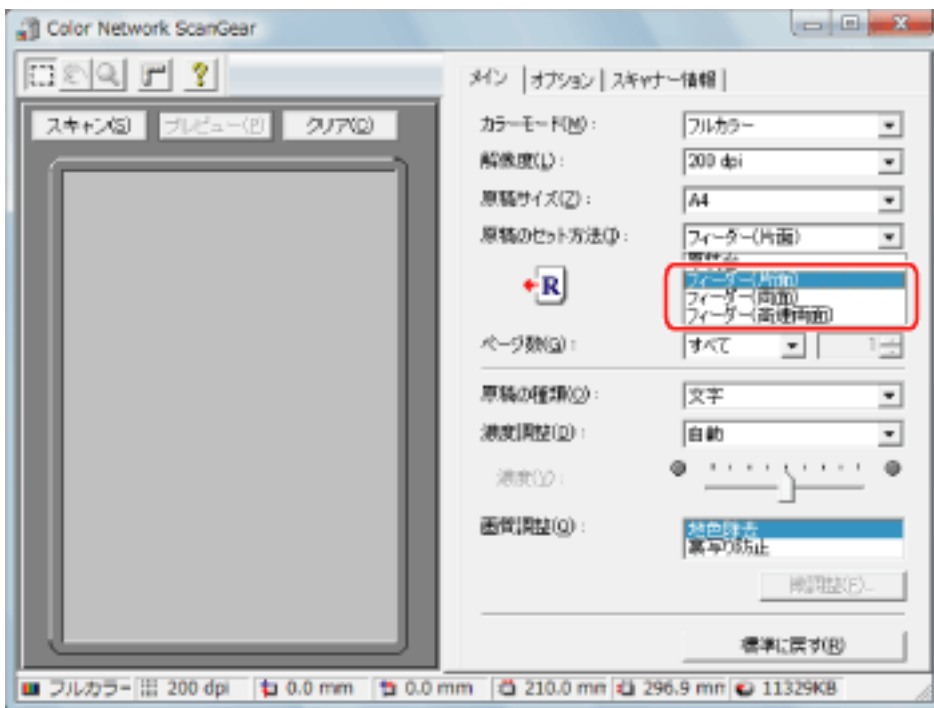 Color Network ScanGear
スキャン(S) プレビュー(P) クリア(C)
メイン オプション スキャナー情報
カラーモード(M): フルカラー
解像度(L): 200 dpi
原稿サイズ(Z): A4
原稿のセット方法(I): フィーダー(片面)
フィーダー(片面)
フィーダー(両面)
フィーダー(高速両面)
R
ページ数(G): すべて 1
原稿の種類(O): 文字
濃度調整(D): 自動
濃度(V):
画質調整(Q): 地色除去
裏写り防止
標準に戻す(R)
フルカラー 200 dpi 0.0 mm 0.0 mm 210.0 mm 296.9 mm 11329KB